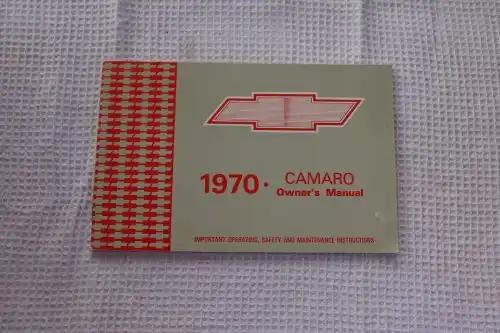 1970. CAMARO
Owner's Manual
IMPORTANT OPERATING, SAFETY AND MAINTENANCE INSTRUCTIONS